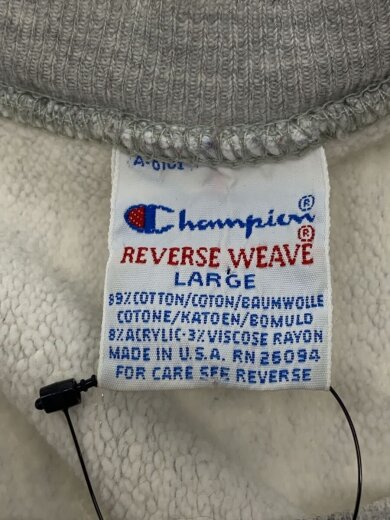 A-0101
Champion®
REVERSE WEAVE®
LARGE
89% COTTON/COTON/BAUMWOLLE
COTONE/KATOEN/BOMULD
8% ACRYLIC-3% VISCOSE RAYON
MADE IN U.S.A. RN 26094
FOR CARE SEE REVERSE